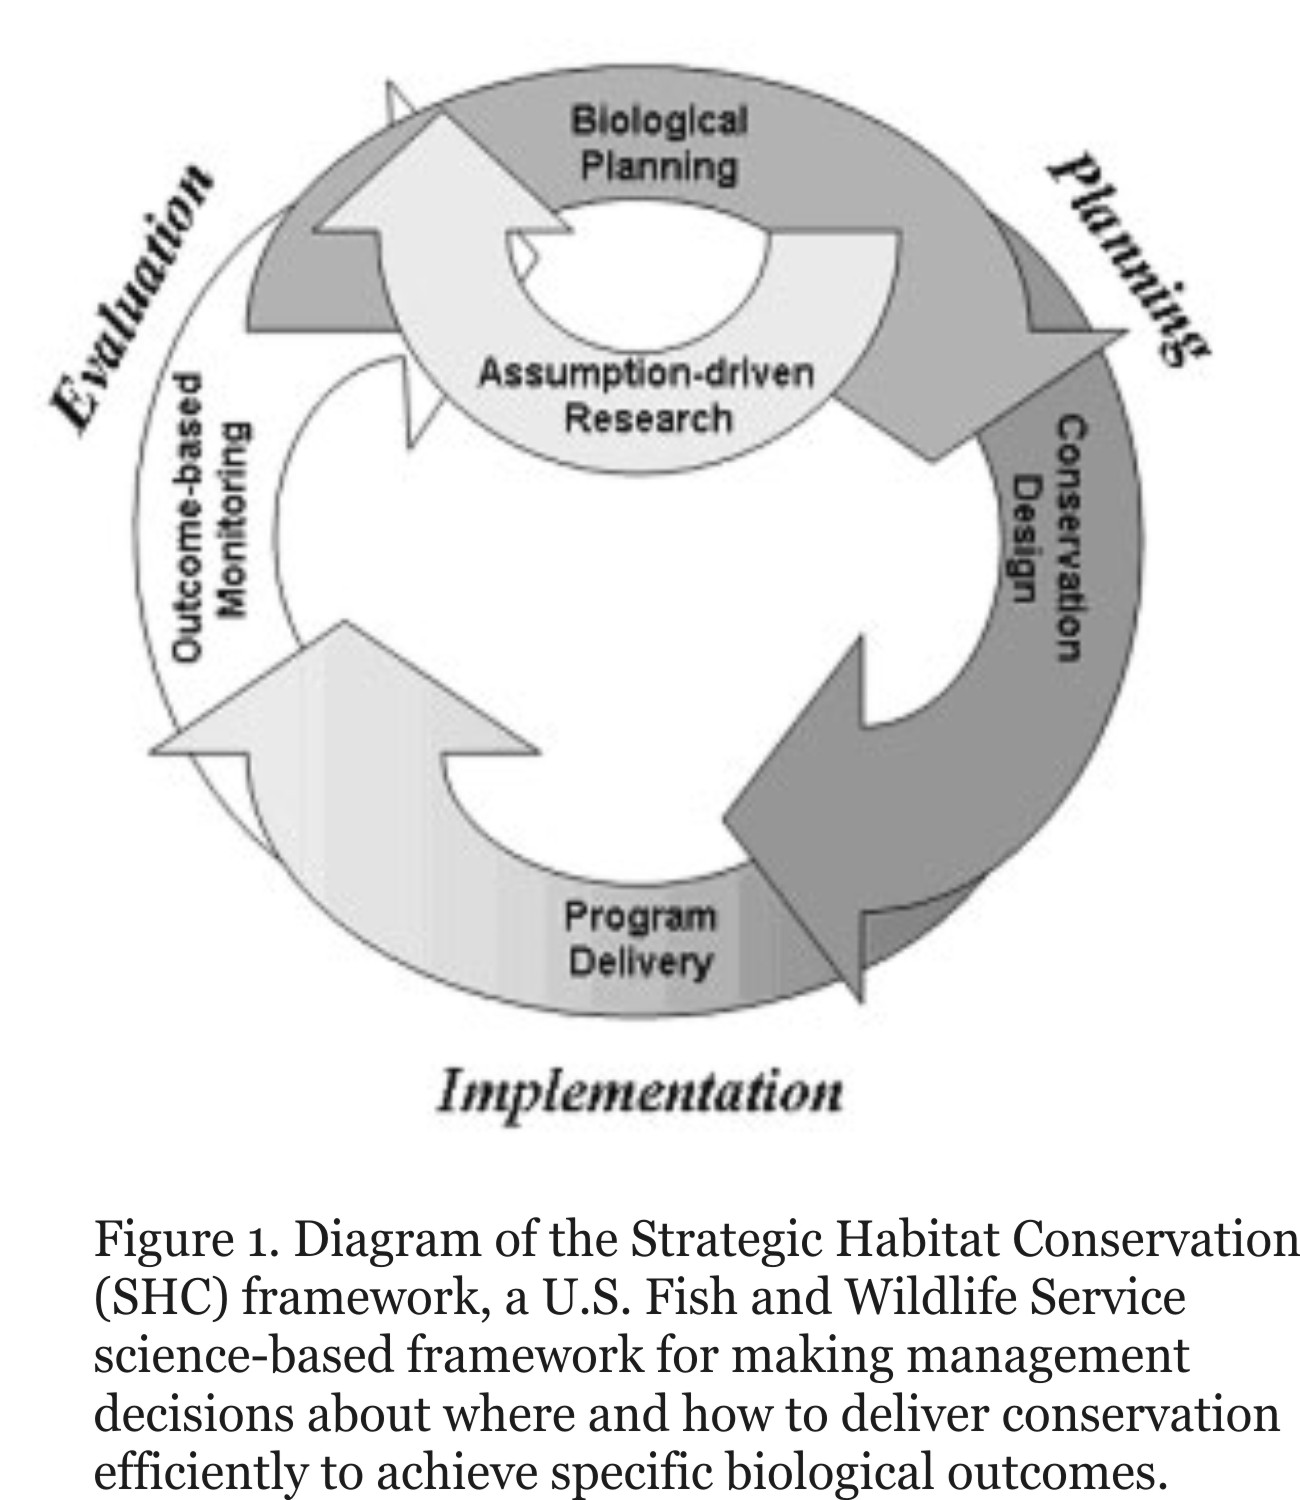 Biological
Planning
Planning
Evaluation
Assumption-driven
Research
Conservation
Design
Outcome-based
Monitoring
Program
Delivery
Implementation
Figure 1. Diagram of the Strategic Habitat Conservation
(SHC) framework, a U.S. Fish and Wildlife Service
science-based framework for making management
decisions about where and how to deliver conservation
efficiently to achieve specific biological outcomes.